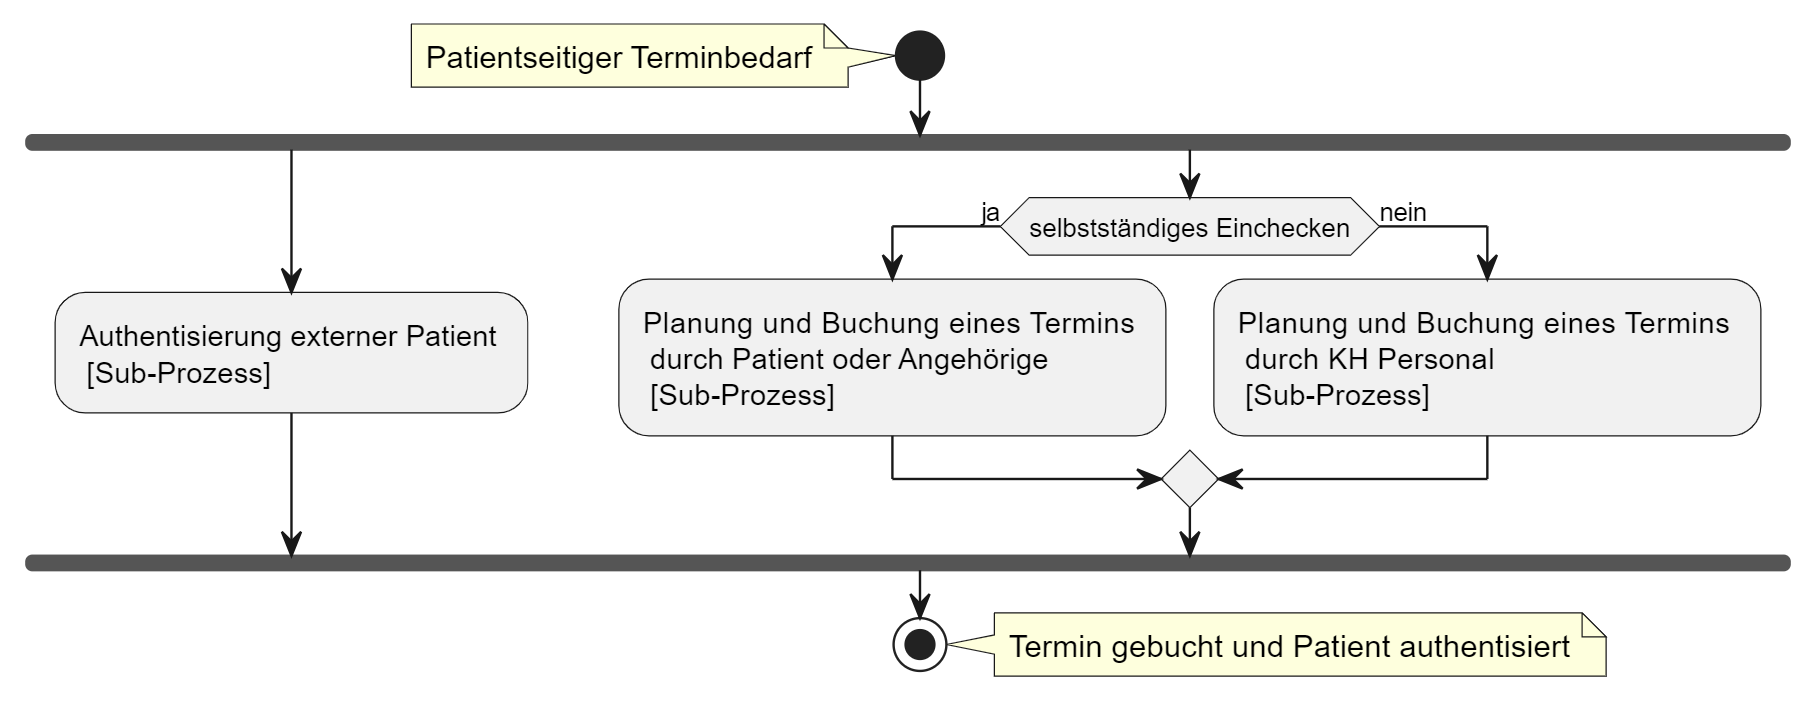 Patientseitiger Terminbedarf
ja
selbstständiges Einchecken
nein
Authentisierung externer Patient
[Sub-Prozess]
Planung und Buchung eines Termins
durch Patient oder Angehörige
[Sub-Prozess]
Planung und Buchung eines Termins
durch KH Personal
[Sub-Prozess]
Termin gebucht und Patient authentisiert